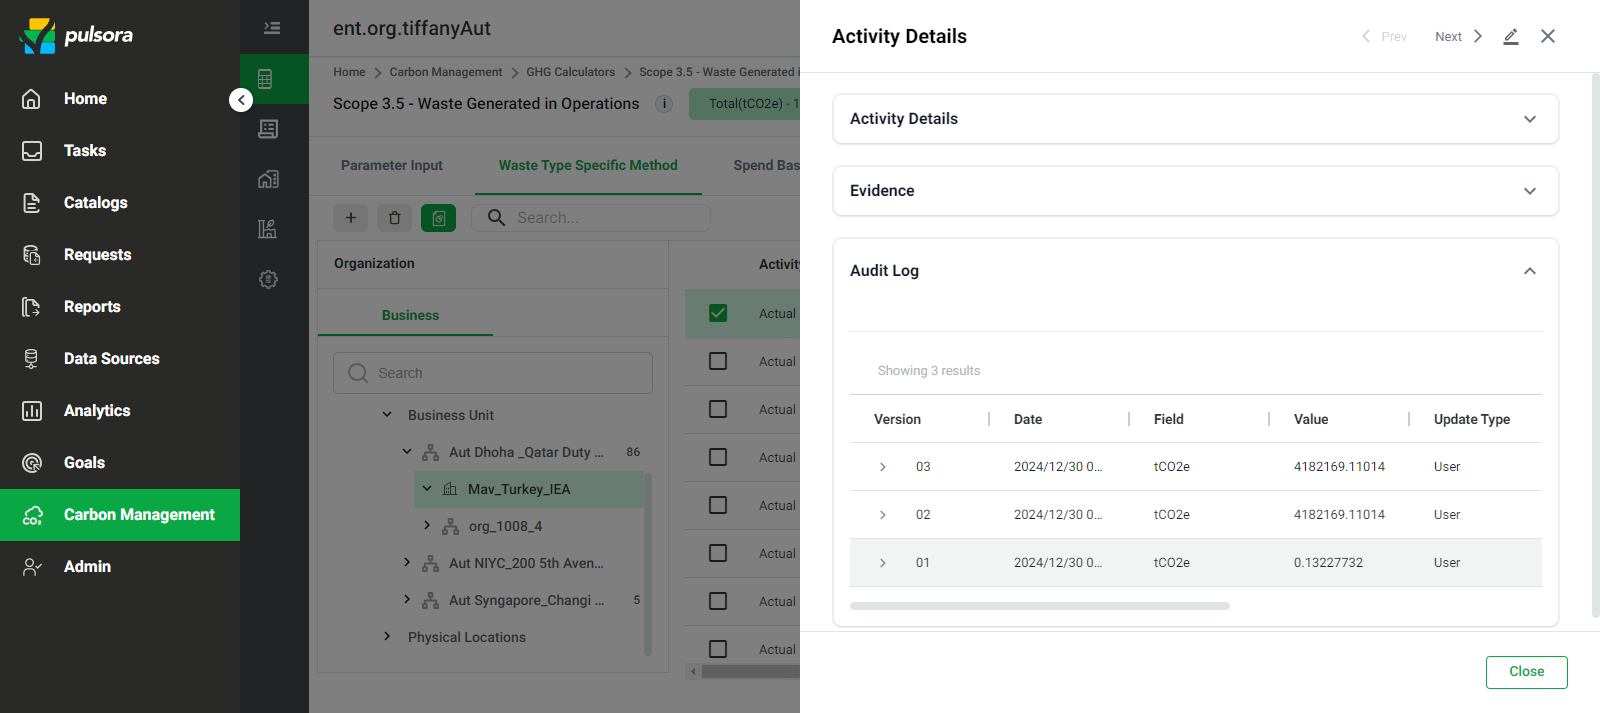 pulsora
Home
Tasks
Catalogs
Requests
Reports
Data Sources
Analytics
Goals
Carbon Management
Admin
ent.org.tiffanyAut
Home > Carbon Management > GHG Calculators > Scope 3.5 - Waste Generated
Scope 3.5 - Waste Generated in Operations
i
Total(tCO2e) - 1
Parameter Input
Waste Type Specific Method
Spend Bas
Search...
Organization
Business
Search
Business Unit
Aut Dhoha _Qatar Duty ... 86
Mav_Turkey_IEA
org_1008_4
Aut NIYC_200 5th Aven...
Aut Syngapore_Changi ... 5
Physical Locations
Activity
Actual
Actual
Actual
Actual
Actual
Actual
Actual
Actual
Activity Details
Prev
Next
Activity Details
Evidence
Audit Log
Showing 3 results
Version Date Field Value Update Type
03 2024/12/30 0... tCO2e 4182169.11014 User
02 2024/12/30 0... tCO2e 4182169.11014 User
01 2024/12/30 0... tCO2e 0.13227732 User
Close